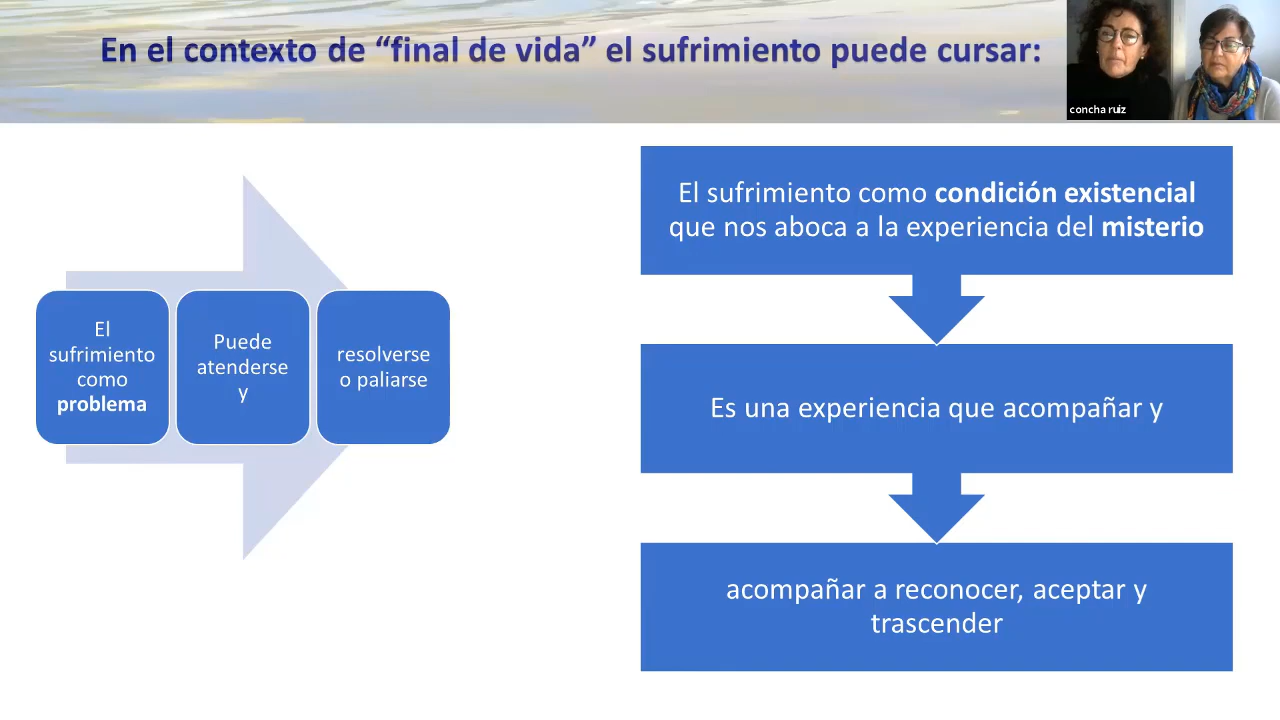 En el contexto de “final de vida” el sufrimiento puede cursar:
concha ruiz
El
sufrimiento
como
problema
Puede
atenderse
y
resolverse
o paliarse
El sufrimiento como condición existencial
que nos aboca a la experiencia del misterio
Es una experiencia que acompañar y
acompañar a reconocer, aceptar y
trascender